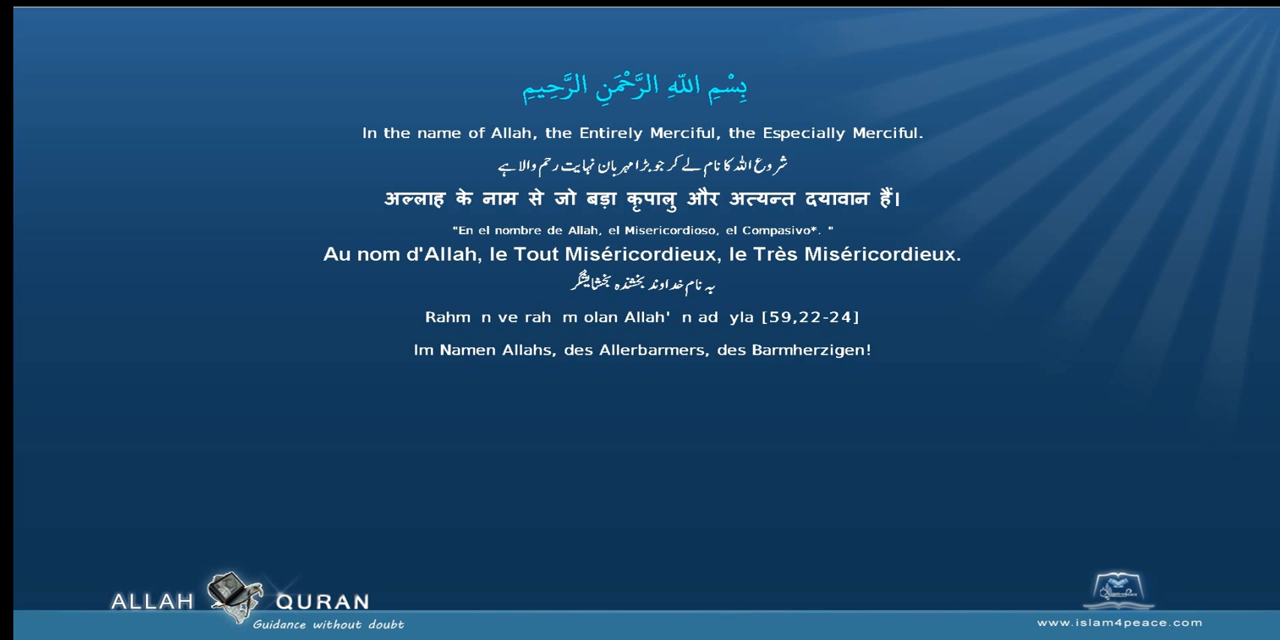 بِسْمِ اللّهِ الرَّحْمَنِ الرَّحِيمِ
In the name of Allah, the Entirely Merciful, the Especially Merciful.
شروع اللہ کا نام لے کر جو بڑا مہربان نہایت رحم والا ہے
अल्लाह के नाम से जो बड़ा कृपालु और अत्यन्त दयावान हैं।
"En el nombre de Allah, el Misericordioso, el Compasivo*. "
Au nom d'Allah, le Tout Miséricordieux, le Très Miséricordieux.
به نام خداوند بخشنده بخشایشگر
Rahm n ve rah m olan Allah' n ad yla [59,22-24]
Im Namen Allahs, des Allerbarmers, des Barmherzigen!
ALLAH QURAN
Guidance without doubt
www.islam4peace.com